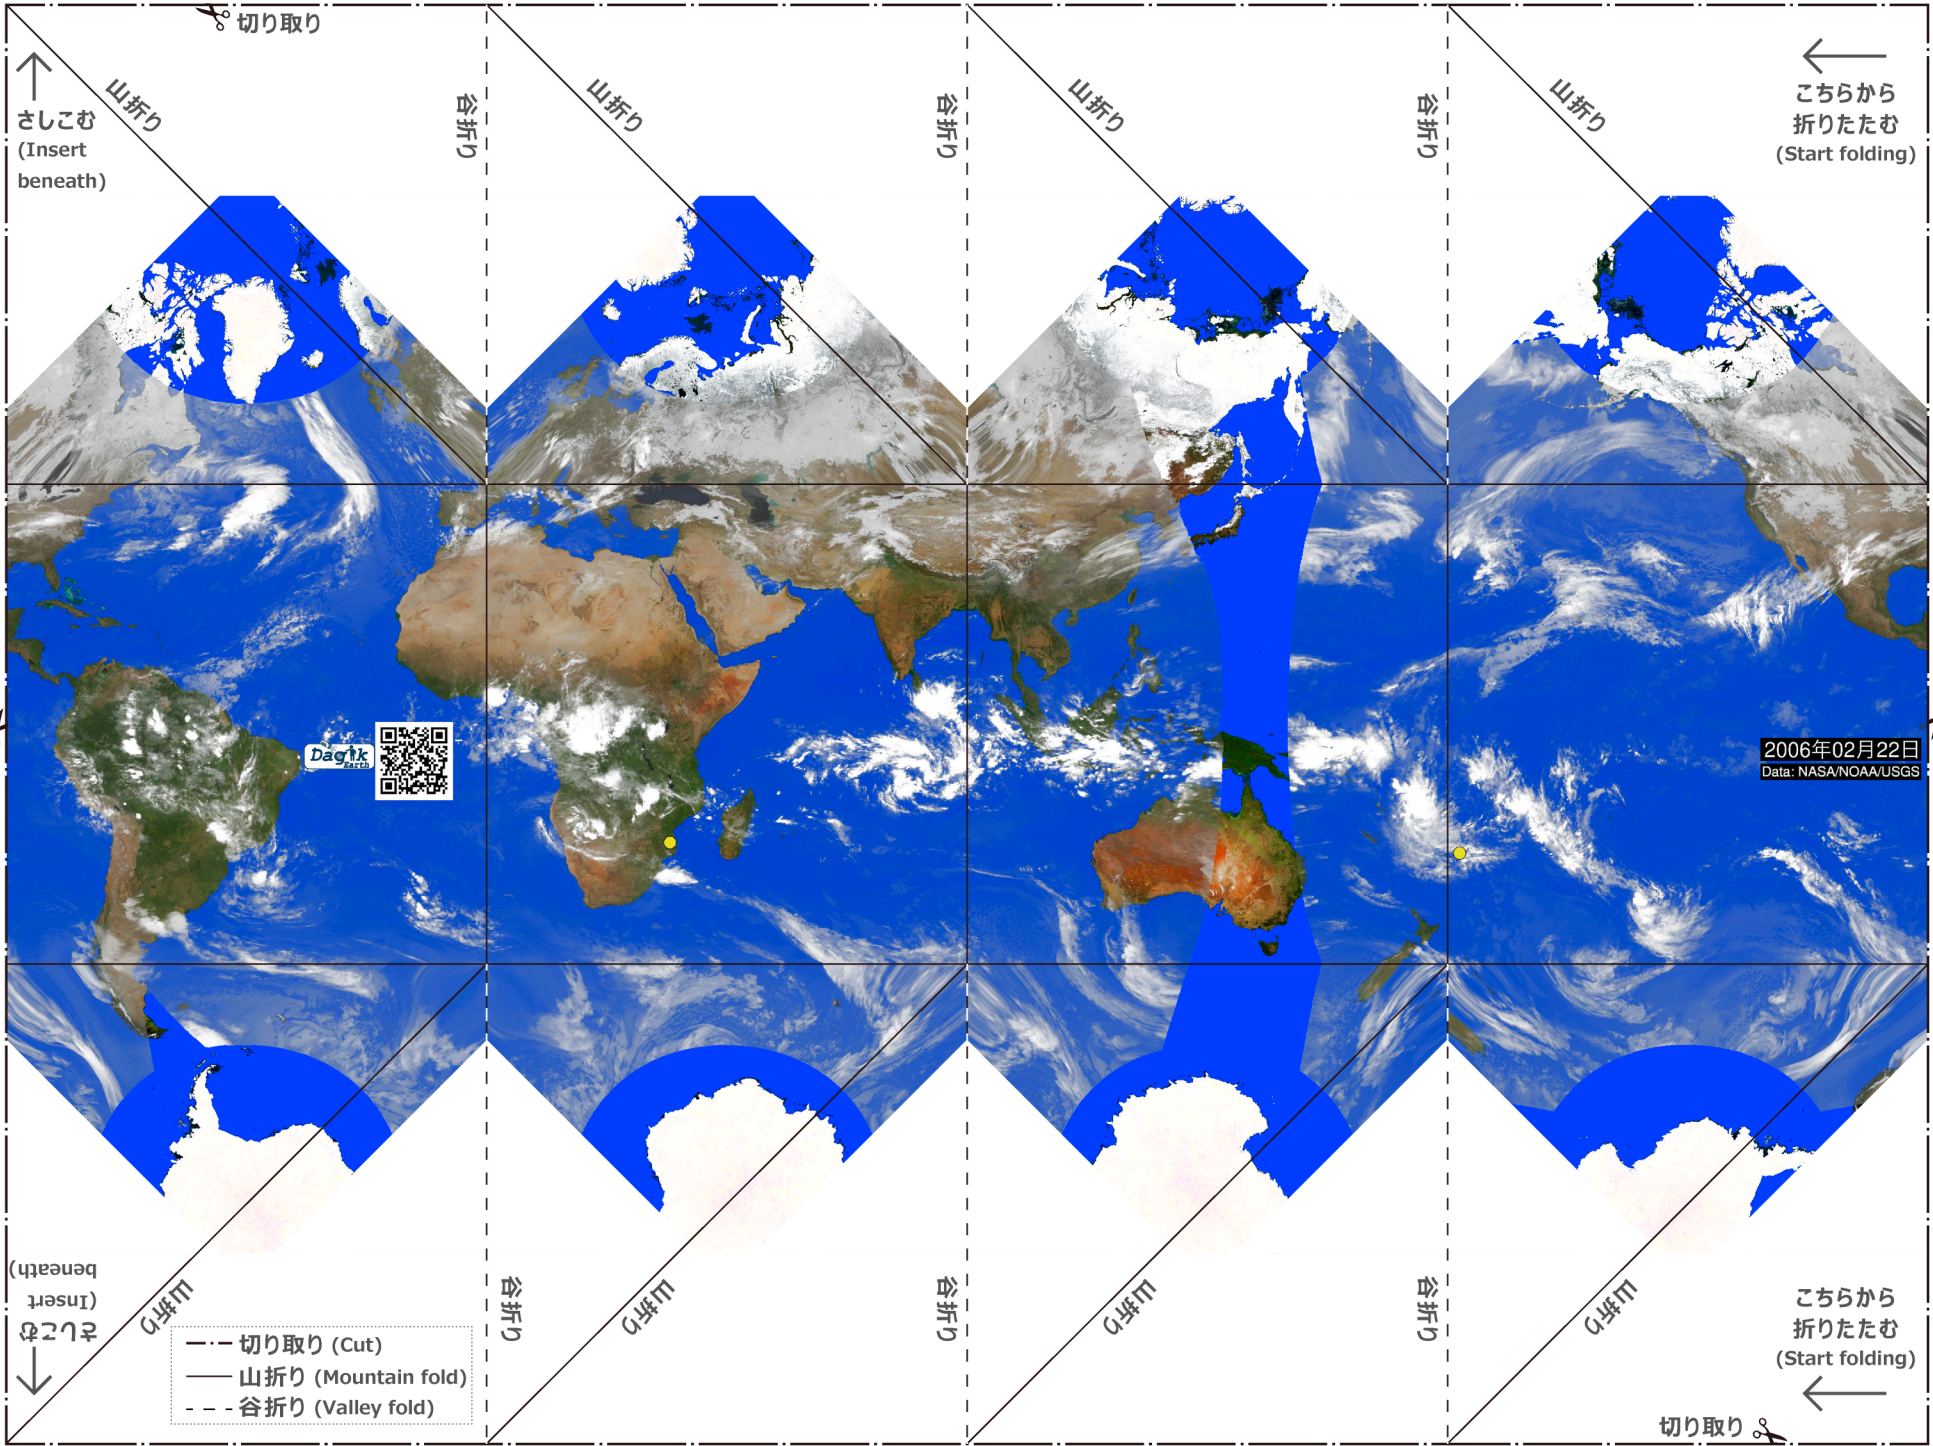 切り取り
山折り
谷折り
山折り
谷折り
山折り
谷折り
山折り
さしこむ
(Insert
beneath)
こちらから
折りたたむ
(Start folding)
Dagik
Earth
2006年02月22日
Data: NASA/NOAA/USGS
さしこむ
(Insert
beneath)
山折り
谷折り
山折り
谷折り
山折り
谷折り
山折り
切り取り (Cut)
山折り (Mountain fold)
谷折り (Valley fold)
こちらから
折りたたむ
(Start folding)
切り取り